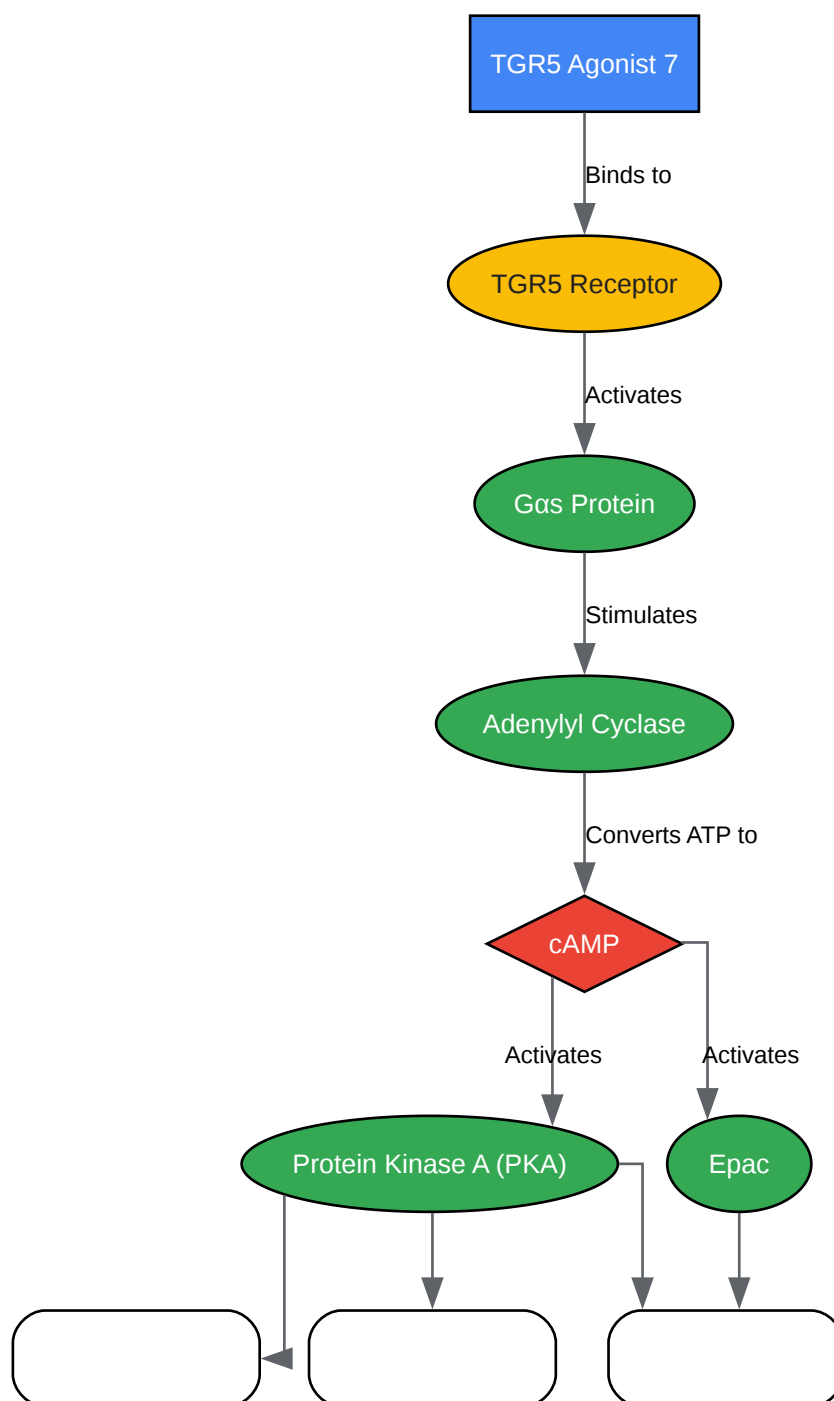 TGR5 Agonist 7
Binds to
TGR5 Receptor
Activates
Gαs Protein
Stimulates
Adenylyl Cyclase
Converts ATP to
cAMP
Activates
Activates
Protein Kinase A (PKA)
Epac